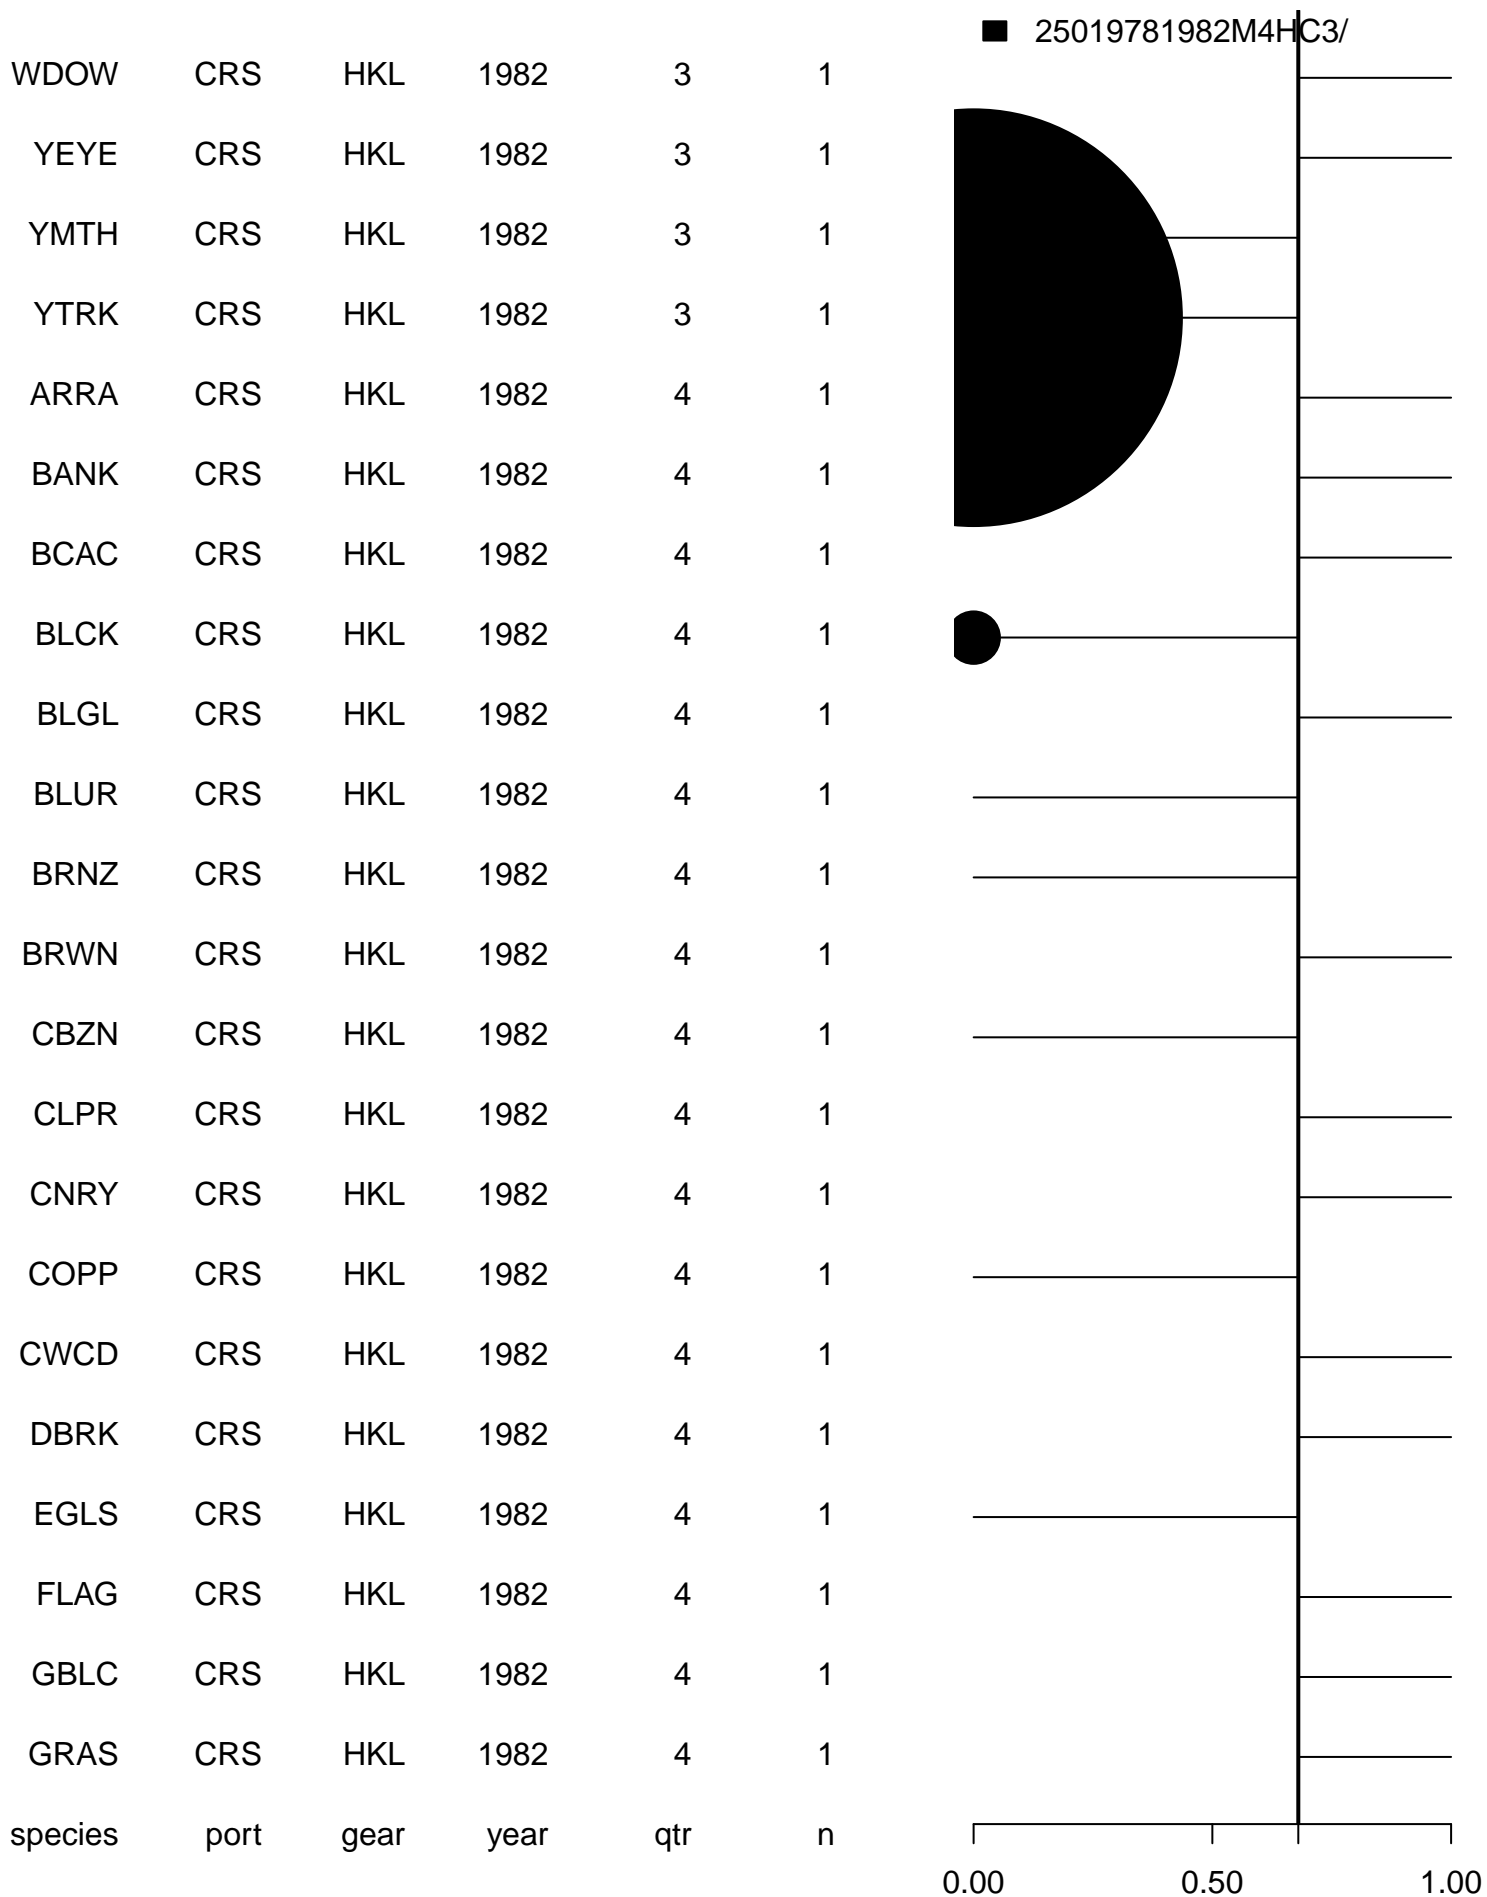 25019781982M4HC3/
WDOW CRS HKL 1982 3 1
YEYE CRS HKL 1982 3 1
YMTH CRS HKL 1982 3 1
YTRK CRS HKL 1982 3 1
ARRA CRS HKL 1982 4 1
BANK CRS HKL 1982 4 1
BCAC CRS HKL 1982 4 1
BLCK CRS HKL 1982 4 1
BLGL CRS HKL 1982 4 1
BLUR CRS HKL 1982 4 1
BRNZ CRS HKL 1982 4 1
BRWN CRS HKL 1982 4 1
CBZN CRS HKL 1982 4 1
CLPR CRS HKL 1982 4 1
CNRY CRS HKL 1982 4 1
COPP CRS HKL 1982 4 1
CWCD CRS HKL 1982 4 1
DBRK CRS HKL 1982 4 1
EGLS CRS HKL 1982 4 1
FLAG CRS HKL 1982 4 1
GBLC CRS HKL 1982 4 1
GRAS CRS HKL 1982 4 1
species port gear year qtr n
0.00 0.50 1.00